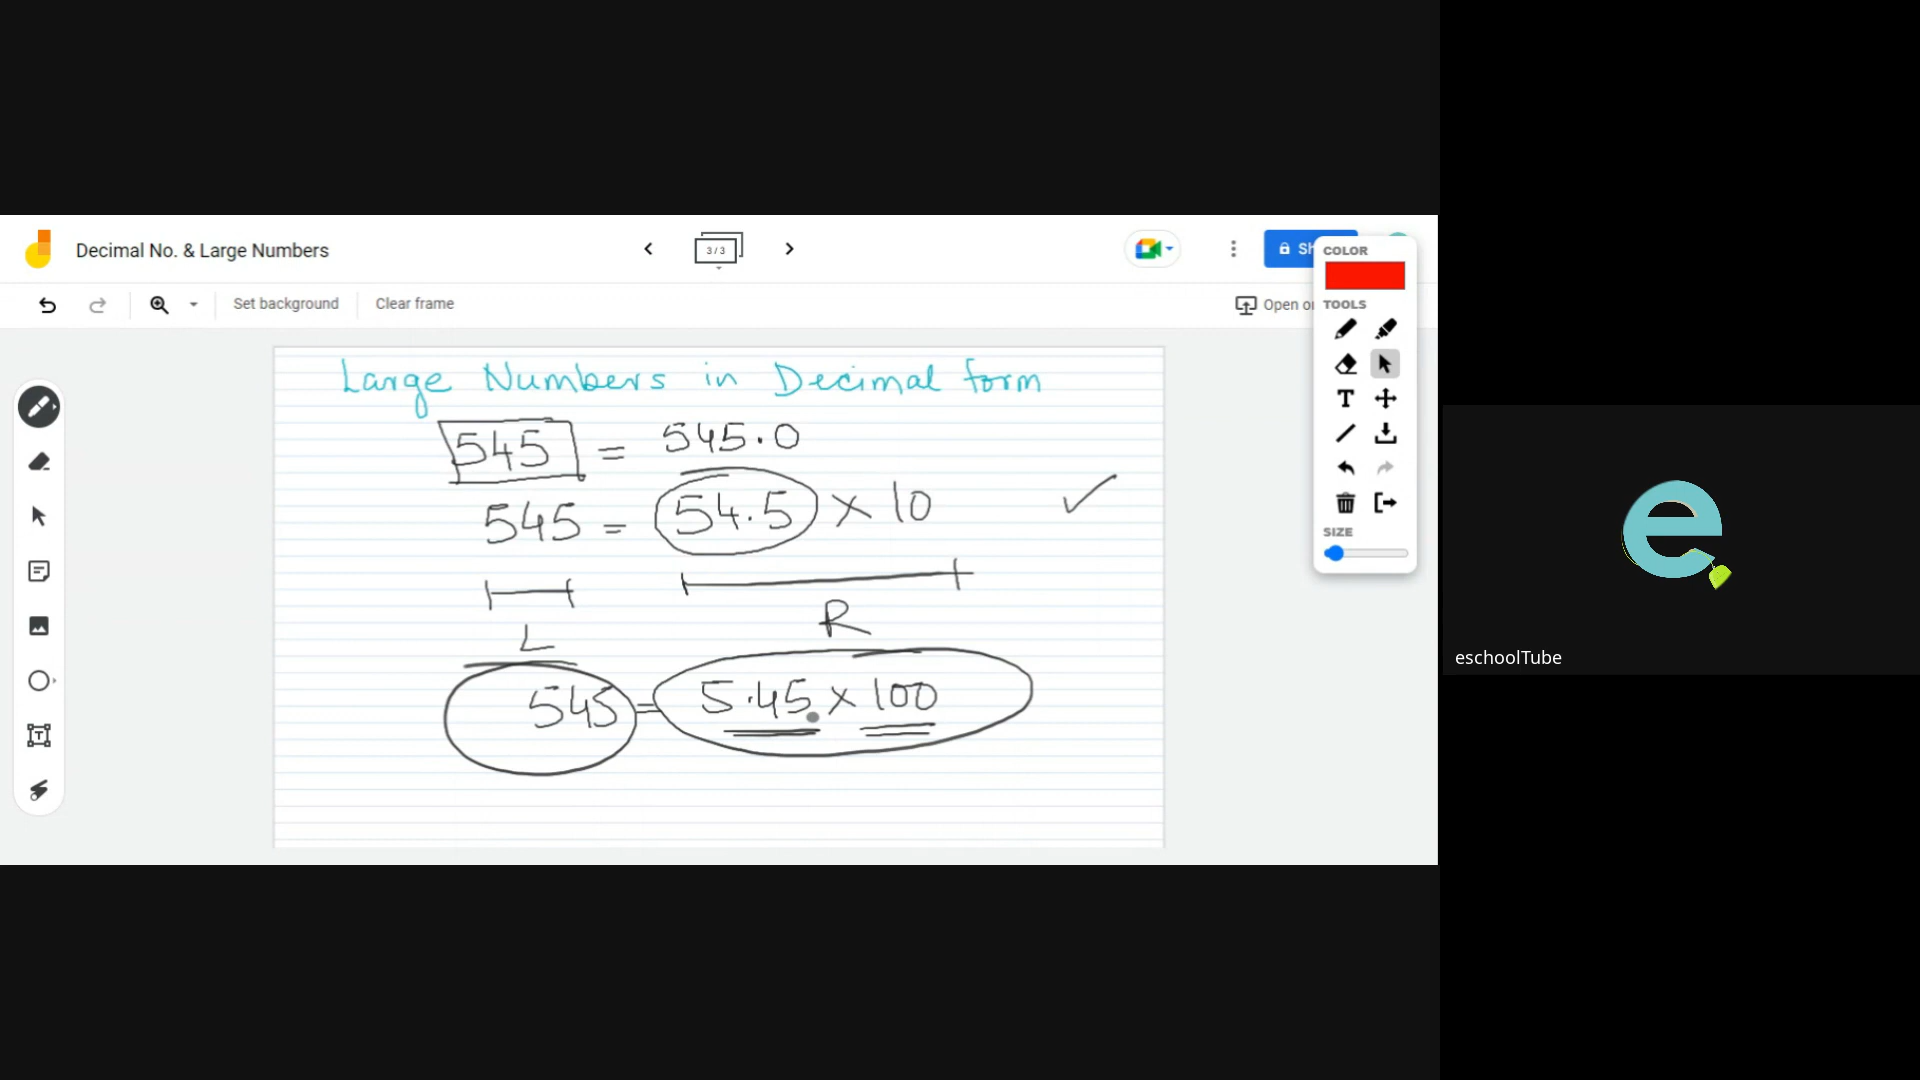 Decimal No. & Large Numbers
3 / 3
Set background
Clear frame
COLOR
TOOLS
T
SIZE
Large Numbers in Decimal form
545 = 545.0
545 = 54.5 × 10
L
R
545 = 5.45 × 100
eschoolTube
e